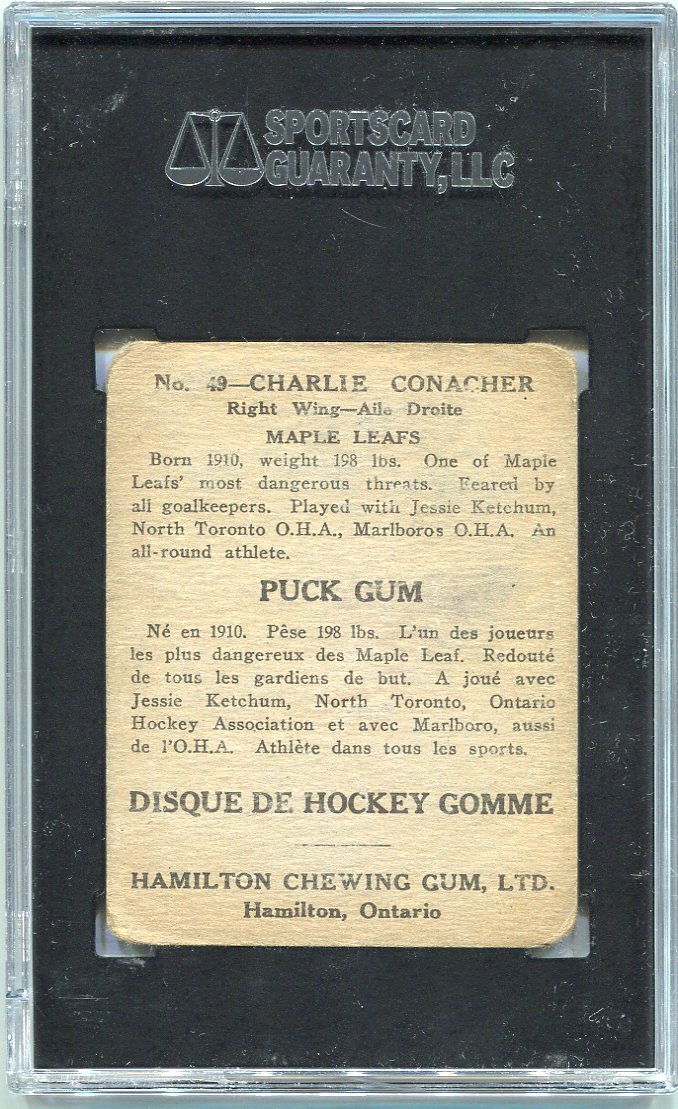 SPORTSCARD
GUARANTY, LLC
No. 49—CHARLIE CONACHER
Right Wing—Aile Droite
MAPLE LEAFS
Born 1910, weight 198 lbs. One of Maple
Leafs' most dangerous threats. Feared by
all goalkeepers. Played with Jessie Ketchum,
North Toronto O.H.A., Marlboros O.H.A. An
all-round athlete.
PUCK GUM
Né en 1910. Pêse 198 lbs. L'un des joueurs
les plus dangereux des Maple Leaf. Redouté
de tous les gardiens de but. A joué avec
Jessie Ketchum, North Toronto, Ontario
Hockey Association et avec Marlboro, aussi
de l'O.H.A. Athlète dans tous les sports.
DISQUE DE HOCKEY GOMME
HAMILTON CHEWING GUM, LTD.
Hamilton, Ontario